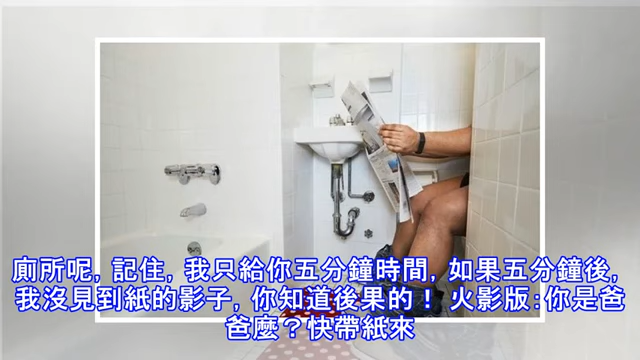 廁所呢, 記住, 我只給你五分鐘時間, 如果五分鐘後,
我沒見到紙的影子, 你知道後果的! 火影版:你是爸
爸麼?快帶紙來